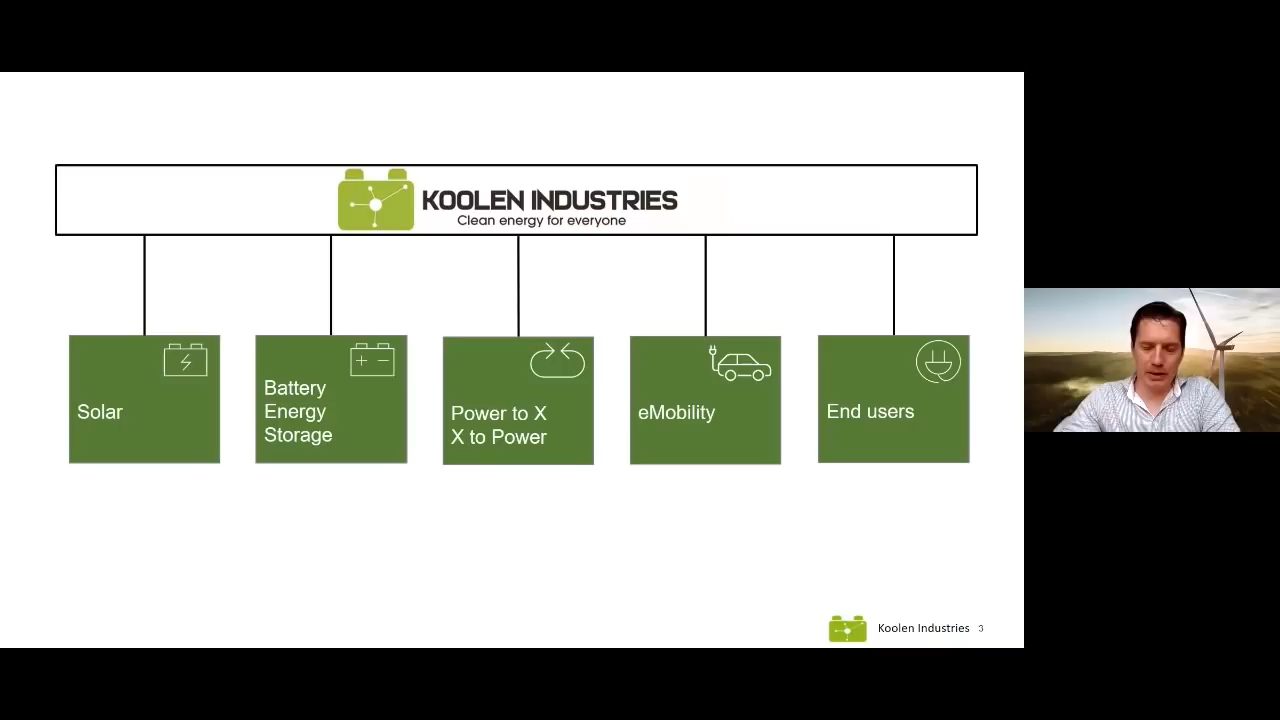 KOOLEN INDUSTRIES
Clean energy for everyone
Solar
Battery
Energy
Storage
Power to X
X to Power
eMobility
End users
Koolen Industries 3